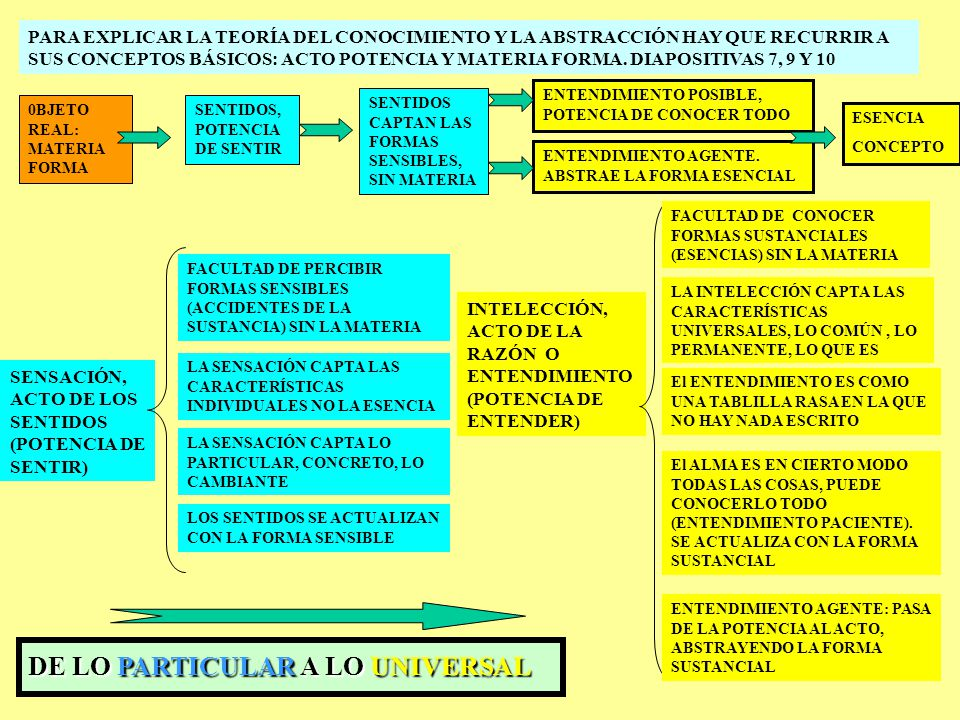 PARA EXPLICAR LA TEORÍA DEL CONOCIMIENTO Y LA ABSTRACCIÓN HAY QUE RECURRIR A
SUS CONCEPTOS BÁSICOS: ACTO POTENCIA Y MATERIA FORMA. DIAPOSITIVAS 7, 9 Y 10
0BJETO
REAL:
MATERIA
FORMA
SENTIDOS,
POTENCIA
DE SENTIR
SENTIDOS
CAPTAN LAS
FORMAS
SENSIBLES,
SIN MATERIA
ENTENDIMIENTO POSIBLE,
POTENCIA DE CONOCER TODO
ENTENDIMIENTO AGENTE.
ABSTRAE LA FORMA ESENCIAL
ESENCIA
CONCEPTO
SENSACIÓN,
ACTO DE LOS
SENTIDOS
(POTENCIA DE
SENTIR)
FACULTAD DE PERCIBIR
FORMAS SENSIBLES
(ACCIDENTES DE LA
SUSTANCIA) SIN LA MATERIA
LA SENSACIÓN CAPTA LAS
CARACTERÍSTICAS
INDIVIDUALES NO LA ESENCIA
LA SENSACIÓN CAPTA LO
PARTICULAR, CONCRETO, LO
CAMBIANTE
LOS SENTIDOS SE ACTUALIZAN
CON LA FORMA SENSIBLE
INTELECCIÓN,
ACTO DE LA
RAZÓN O
ENTENDIMIENTO
(POTENCIA DE
ENTENDER)
FACULTAD DE CONOCER
FORMAS SUSTANCIALES
(ESENCIAS) SIN LA MATERIA
LA INTELECCIÓN CAPTA LAS
CARACTERÍSTICAS
UNIVERSALES, LO COMÚN , LO
PERMANENTE, LO QUE ES
El ENTENDIMIENTO ES COMO
UNA TABLILLA RASA EN LA QUE
NO HAY NADA ESCRITO
El ALMA ES EN CIERTO MODO
TODAS LAS COSAS, PUEDE
CONOCERLO TODO
(ENTENDIMIENTO PACIENTE).
SE ACTUALIZA CON LA FORMA
SUSTANCIAL
ENTENDIMIENTO AGENTE: PASA
DE LA POTENCIA AL ACTO,
ABSTRAYENDO LA FORMA
SUSTANCIAL
DE LO PARTICULAR A LO UNIVERSAL